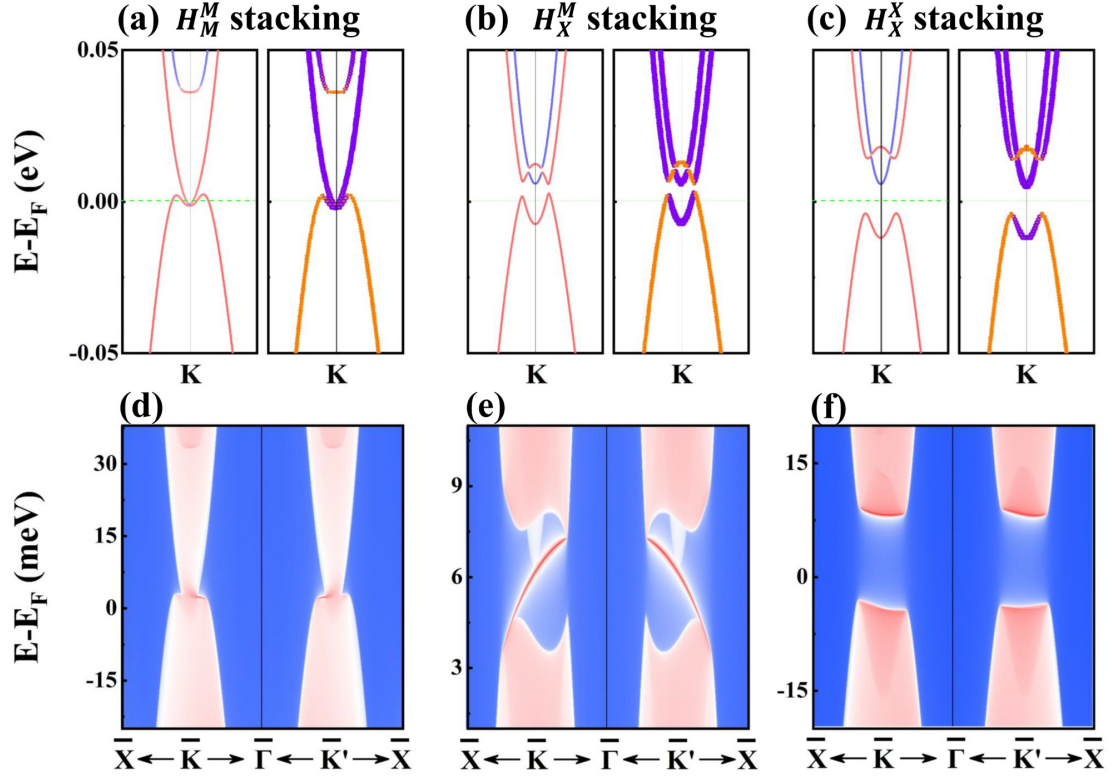 (a) H_M^M stacking (b) H_X^M stacking (c) H_X^X stacking
0.05
0.00
-0.05
E-E_F (eV)
K K K K K K
(d) (e) (f)
30
15
0
-15
E-E_F (meV)
9
6
3
15
0
-15
X̅ ← K̅ → Γ̅ ← K̅' → X̅ X̅ ← K̅ → Γ̅ ← K̅' → X̅ X̅ ← K̅ → Γ̅ ← K̅' → X̅